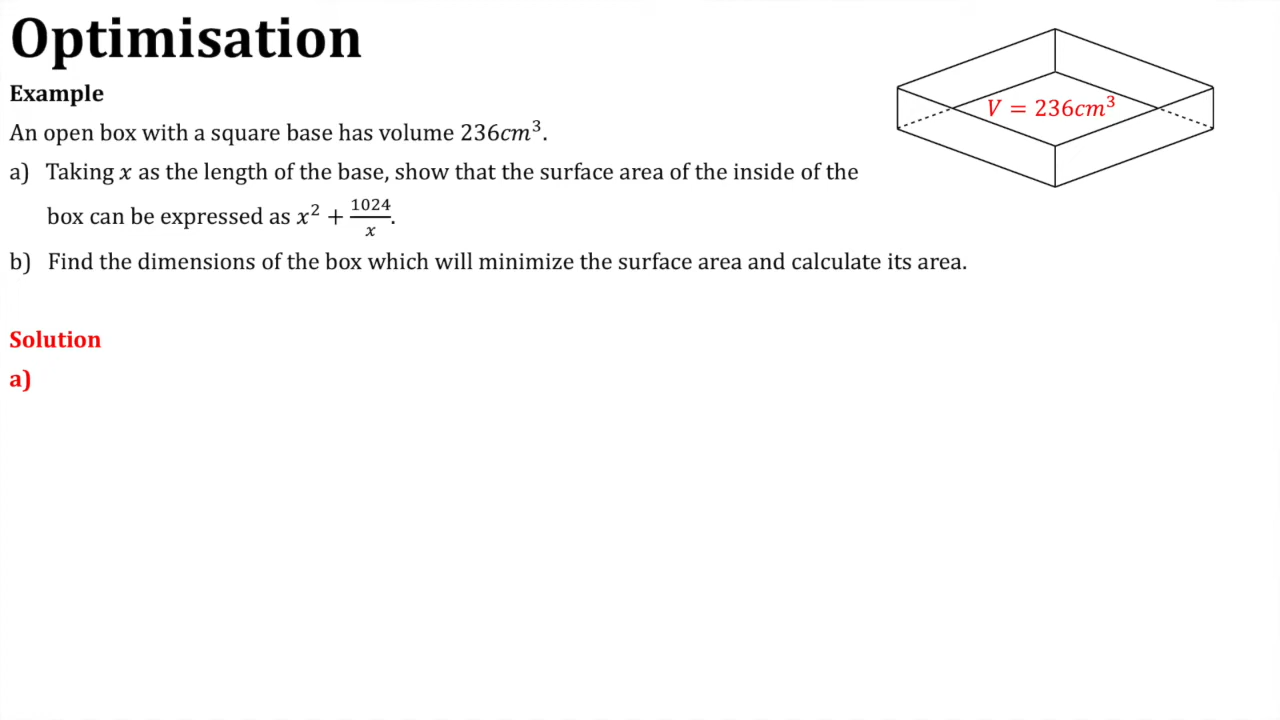 Optimisation
V = 236cm³
Example
An open box with a square base has volume 236cm³.
a) Taking x as the length of the base, show that the surface area of the inside of the
box can be expressed as x² + 1024/x.
b) Find the dimensions of the box which will minimize the surface area and calculate its area.
Solution
a)